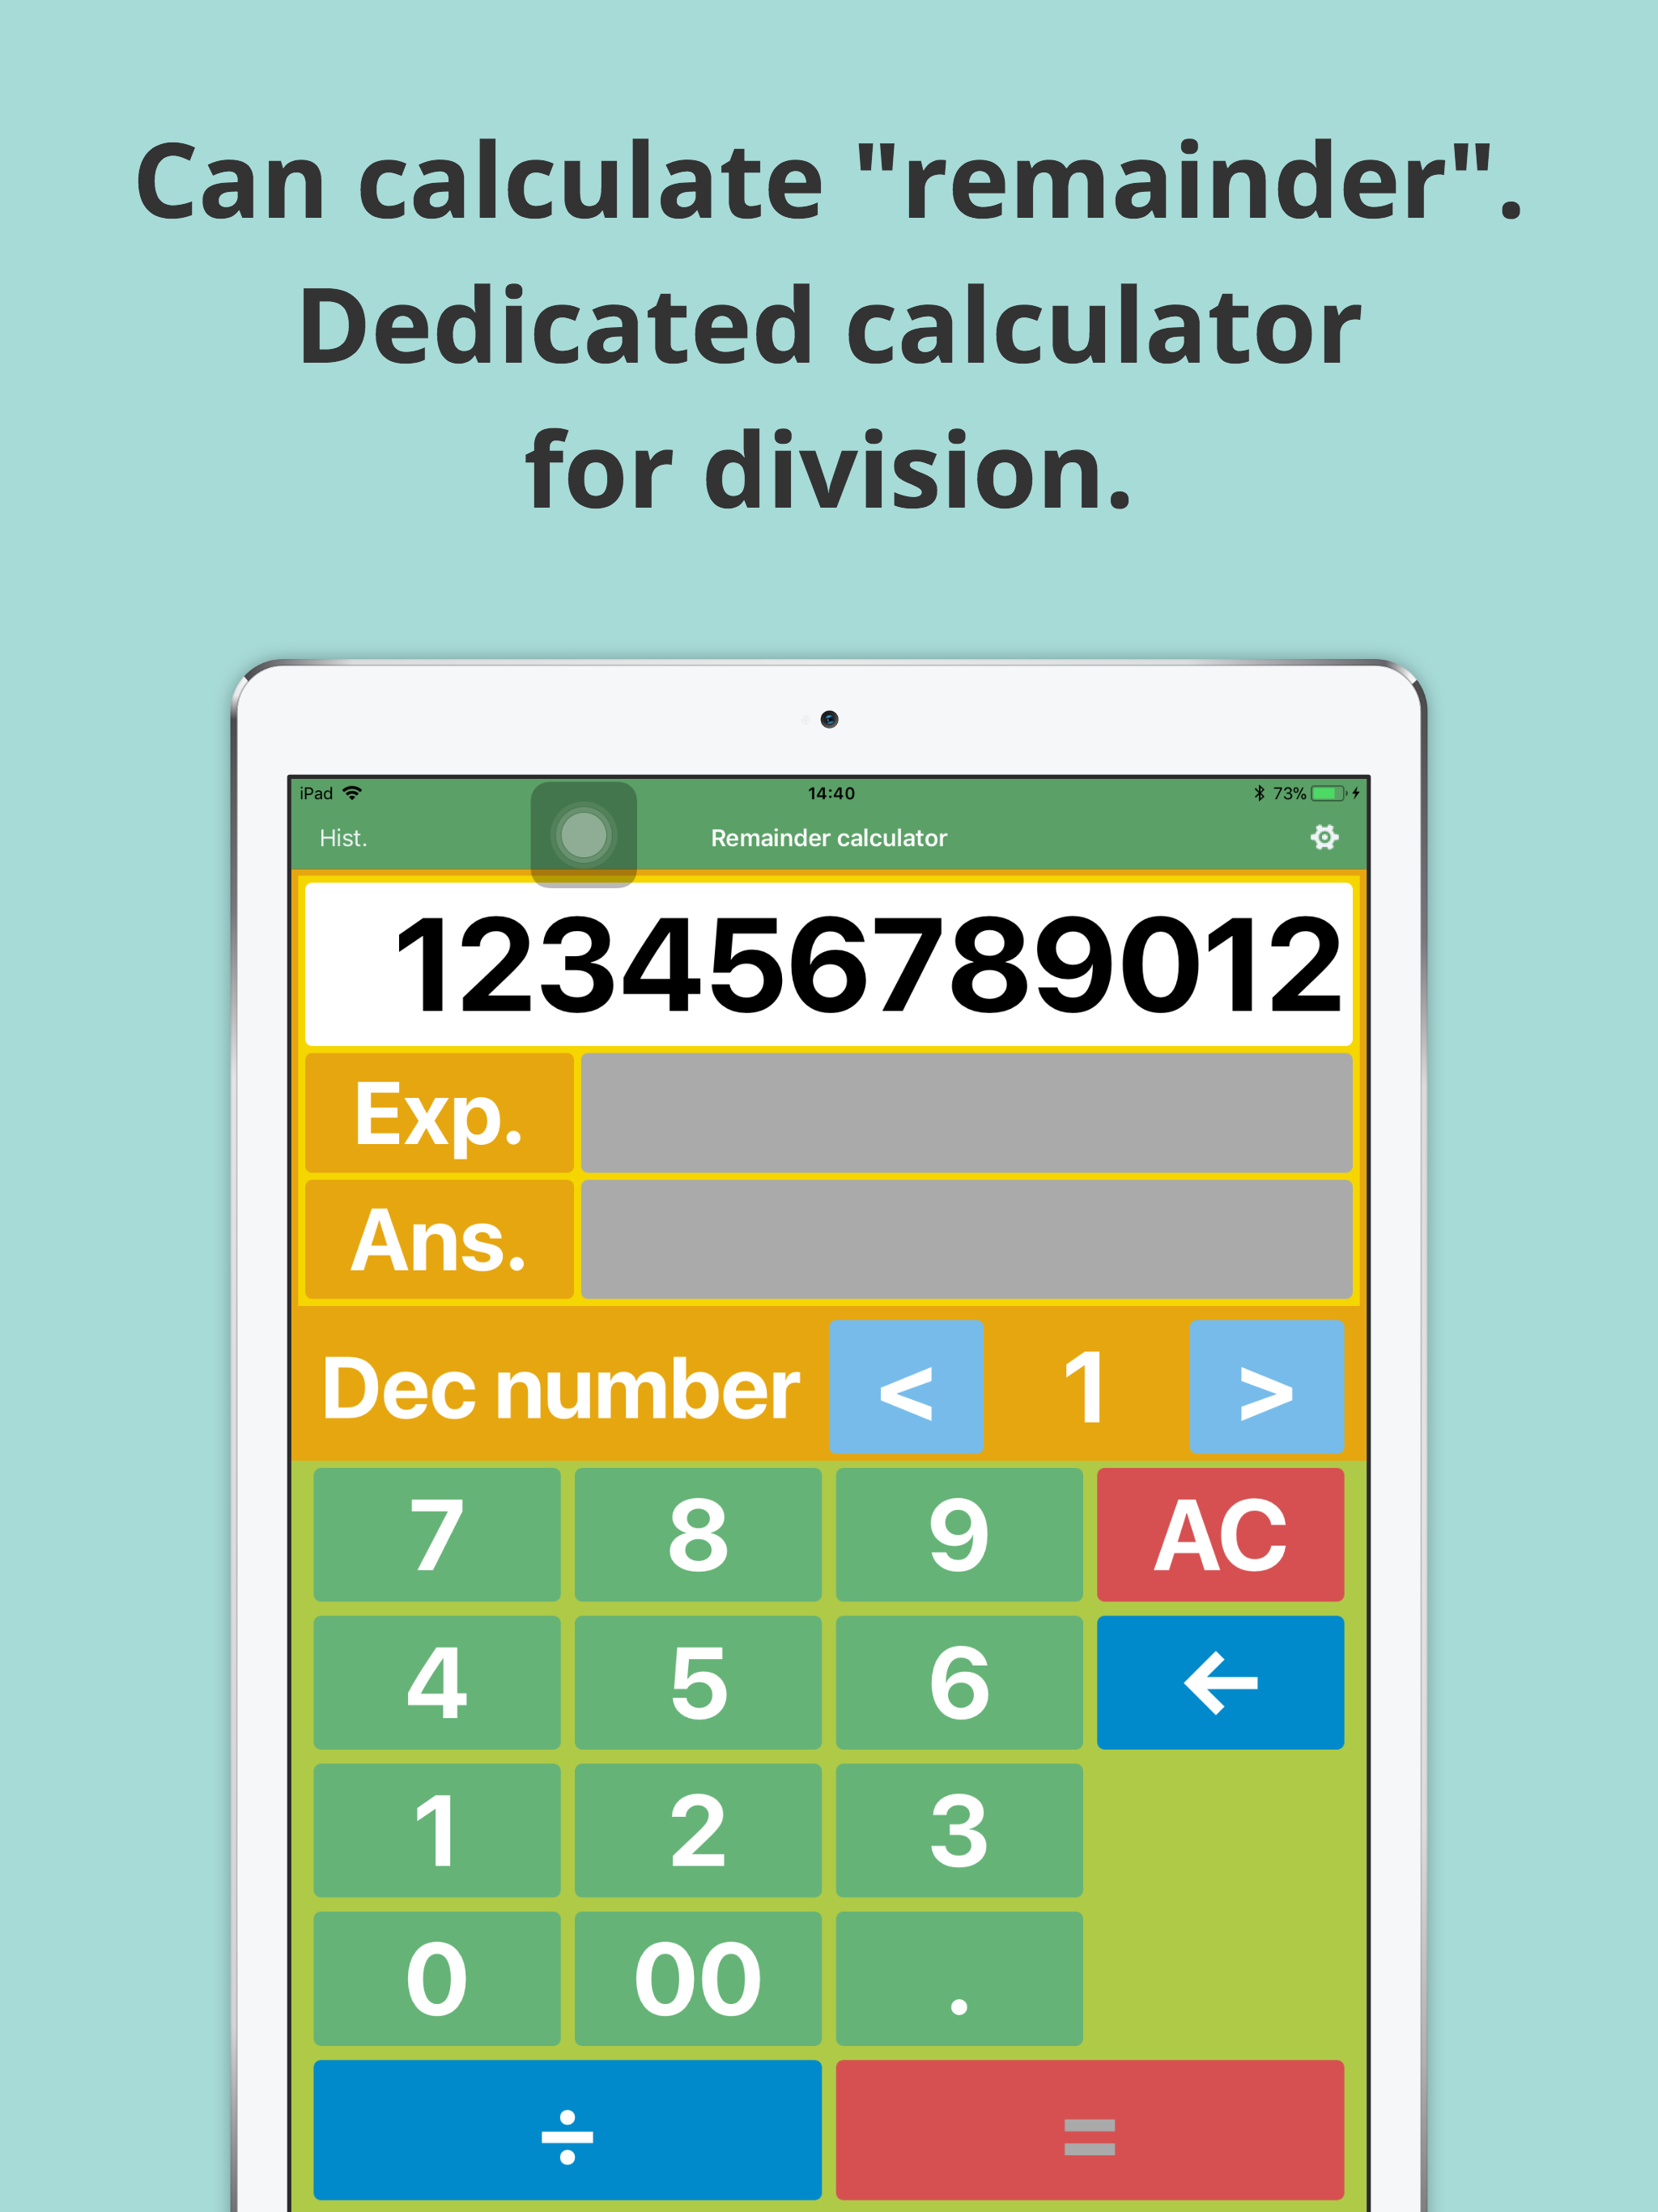 Can calculate "remainder".
Dedicated calculator
for division.
iPad 14:40 73%
Hist. Remainder calculator
123456789012
Exp.
Ans.
Dec number < 1 >
7 8 9 AC
4 5 6 ←
1 2 3
0 00 .
÷ =